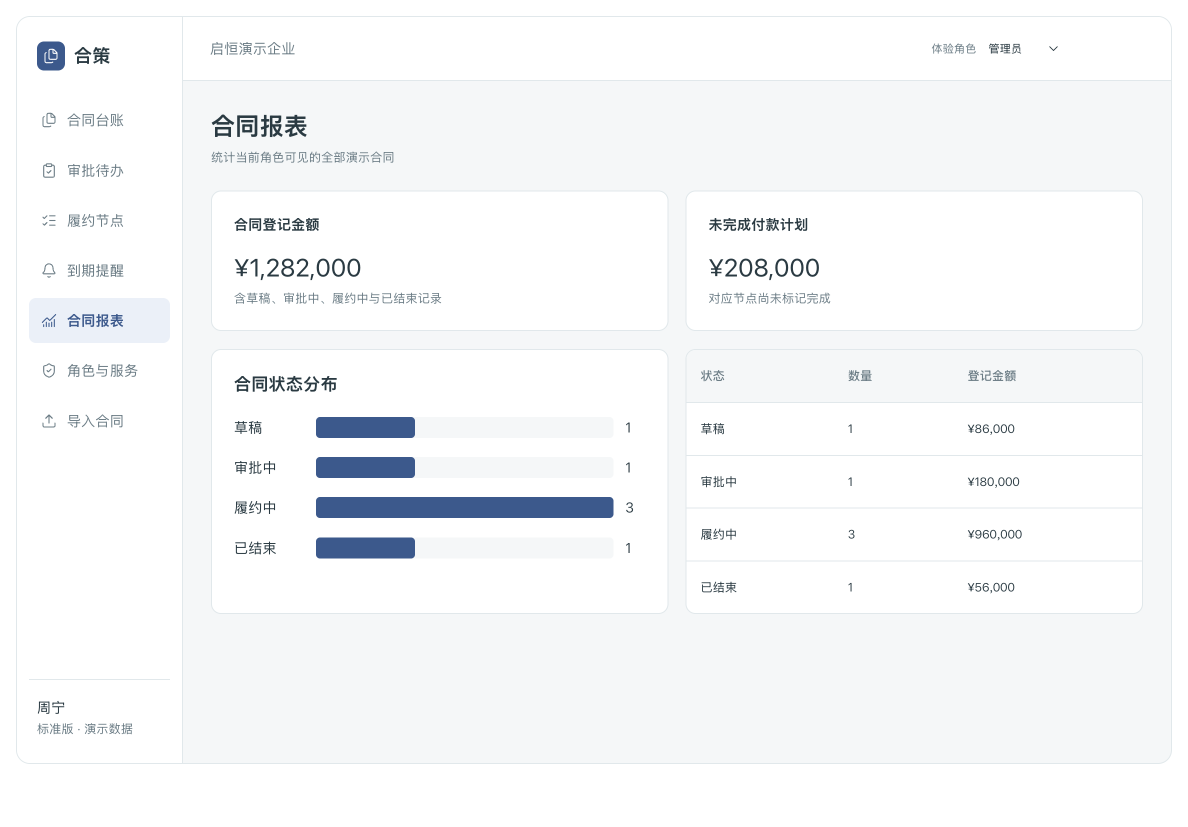 合策
合同台账
审批待办
履约节点
到期提醒
合同报表
角色与服务
导入合同
周宁
标准版 · 演示数据
启恒演示企业
体验角色 管理员
合同报表
统计当前角色可见的全部演示合同
合同登记金额
¥1,282,000
含草稿、审批中、履约中与已结束记录
未完成付款计划
¥208,000
对应节点尚未标记完成
合同状态分布
草稿 1
审批中 1
履约中 3
已结束 1
状态 数量 登记金额
草稿 1 ¥86,000
审批中 1 ¥180,000
履约中 3 ¥960,000
已结束 1 ¥56,000